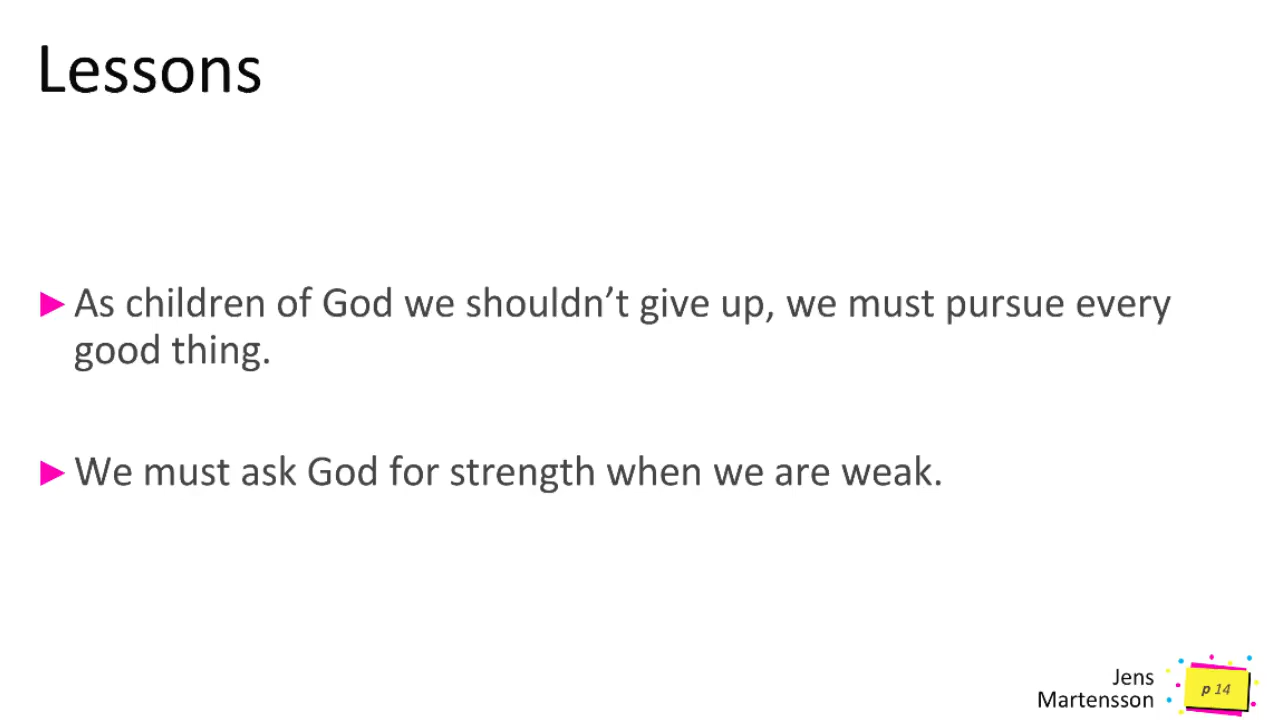 Lessons
►As children of God we shouldn’t give up, we must pursue every
good thing.
►We must ask God for strength when we are weak.
Jens
Martensson
p 14